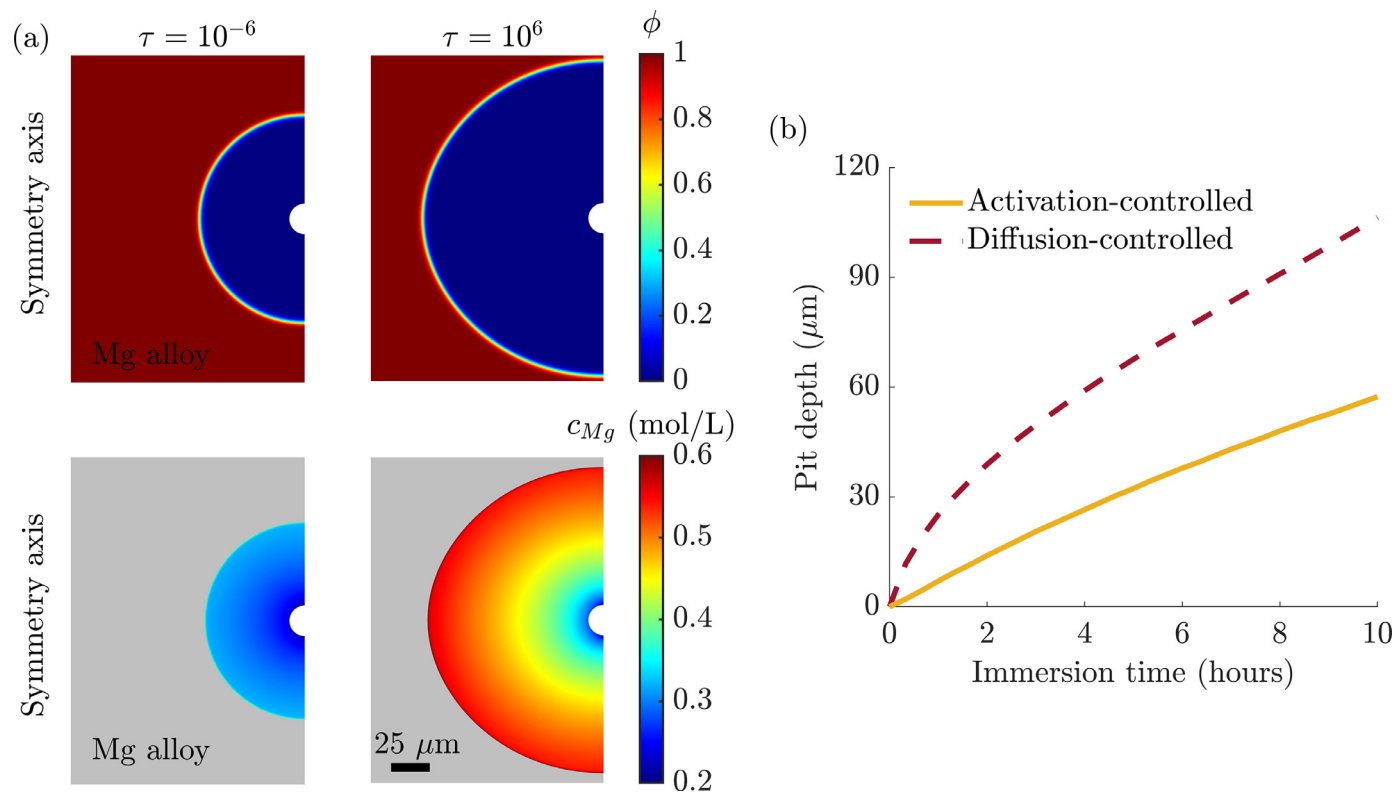 (a)
τ = 10⁻⁶
τ = 10⁶
ϕ
Symmetry axis
Mg alloy
1
0.8
0.6
0.4
0.2
0
c_Mg (mol/L)
Symmetry axis
Mg alloy
25 μm
0.6
0.5
0.4
0.3
0.2
(b)
Activation-controlled
Diffusion-controlled
Pit depth (μm)
120
90
60
30
0
0 2 4 6 8 10
Immersion time (hours)